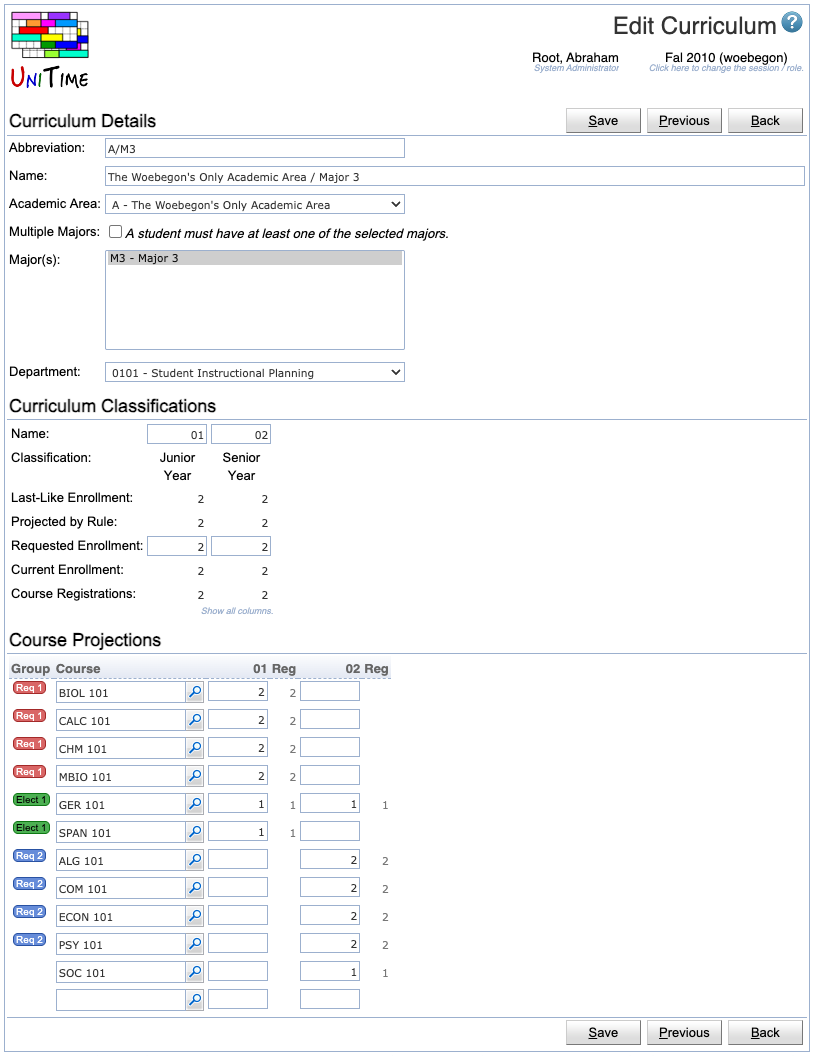 UniTime
Edit Curriculum ?
Root, Abraham Fal 2010 (woebegon)
System Administrator Click here to change the session / role.
Curriculum Details Save Previous Back
Abbreviation: A/M3
Name: The Woebegon's Only Academic Area / Major 3
Academic Area: A - The Woebegon's Only Academic Area
Multiple Majors: A student must have at least one of the selected majors.
Major(s): M3 - Major 3
Department: 0101 - Student Instructional Planning
Curriculum Classifications
Name: 01 02
Classification: Junior Senior
Year Year
Last-Like Enrollment: 2 2
Projected by Rule: 2 2
Requested Enrollment: 2 2
Current Enrollment: 2 2
Course Registrations: 2 2
Show all columns.
Course Projections
Group Course 01 Reg 02 Reg
Req 1 BIOL 101 2 2
Req 1 CALC 101 2 2
Req 1 CHM 101 2 2
Req 1 MBIO 101 2 2
Elect 1 GER 101 1 1 1 1
Elect 1 SPAN 101 1 1
Req 2 ALG 101 2 2
Req 2 COM 101 2 2
Req 2 ECON 101 2 2
Req 2 PSY 101 2 2
SOC 101 1 1
Save Previous Back